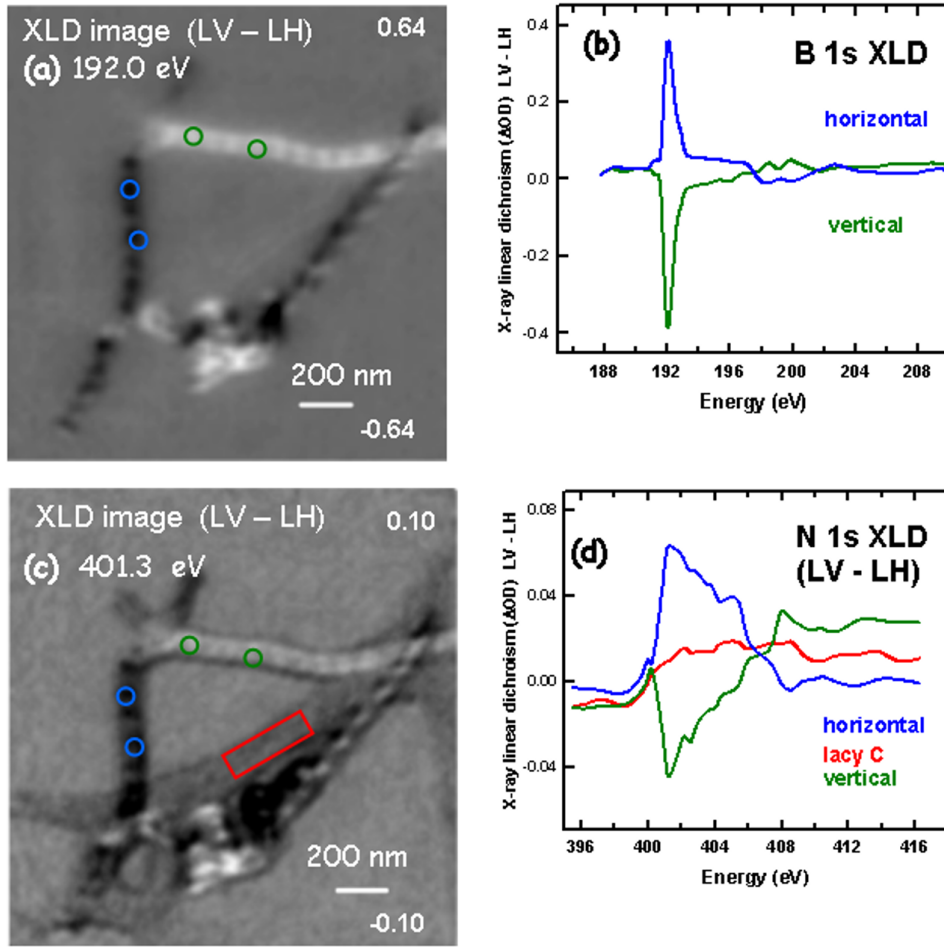 XLD image (LV – LH) 0.64
(a) 192.0 eV
200 nm
-0.64
(b) B 1s XLD
horizontal
vertical
X-ray linear dichroism (ΔOD) LV - LH
0.4
0.2
0.0
-0.2
-0.4
188 192 196 200 204 208
Energy (eV)
XLD image (LV – LH) 0.10
(c) 401.3 eV
200 nm
-0.10
(d) N 1s XLD
(LV - LH)
horizontal
lacy C
vertical
X-ray linear dichroism (ΔOD) LV - LH
0.08
0.04
0.00
-0.04
396 400 404 408 412 416
Energy (eV)